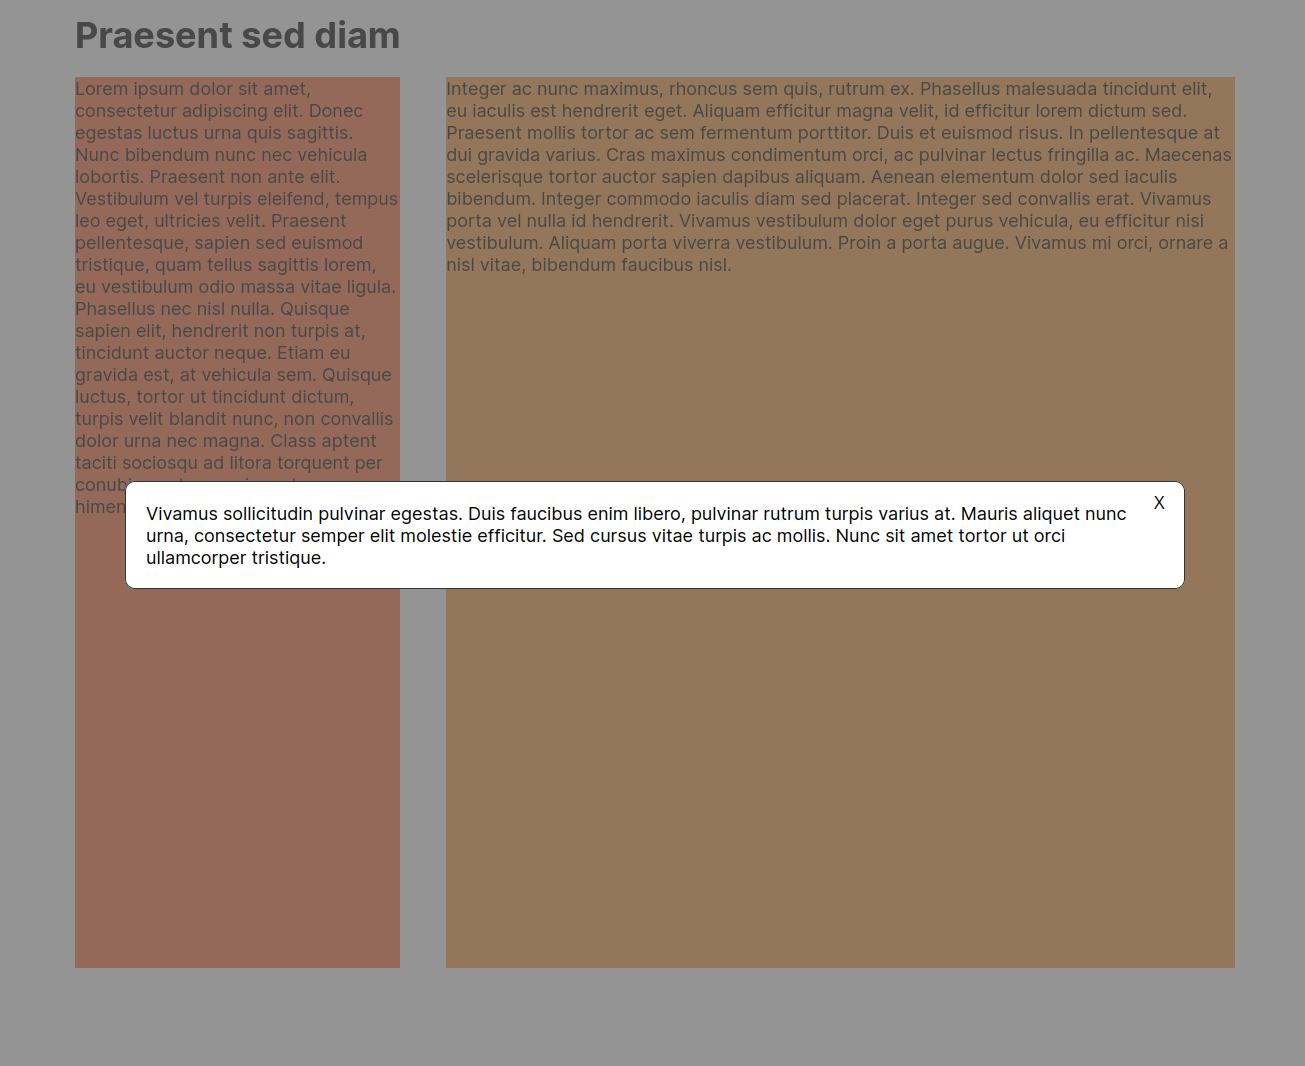 Praesent sed diam
Lorem ipsum dolor sit amet,
consectetur adipiscing elit. Donec
egestas luctus urna quis sagittis.
Nunc bibendum nunc nec vehicula
lobortis. Praesent non ante elit.
Vestibulum vel turpis eleifend, tempus
leo eget, ultricies velit. Praesent
pellentesque, sapien sed euismod
tristique, quam tellus sagittis lorem,
eu vestibulum odio massa vitae ligula.
Phasellus nec nisl nulla. Quisque
sapien elit, hendrerit non turpis at,
tincidunt auctor neque. Etiam eu
gravida est, at vehicula sem. Quisque
luctus, tortor ut tincidunt dictum,
turpis velit blandit nunc, non convallis
dolor urna nec magna. Class aptent
taciti sociosqu ad litora torquent per
Integer ac nunc maximus, rhoncus sem quis, rutrum ex. Phasellus malesuada tincidunt elit,
eu iaculis est hendrerit eget. Aliquam efficitur magna velit, id efficitur lorem dictum sed.
Praesent mollis tortor ac sem fermentum porttitor. Duis et euismod risus. In pellentesque at
dui gravida varius. Cras maximus condimentum orci, ac pulvinar lectus fringilla ac. Maecenas
scelerisque tortor auctor sapien dapibus aliquam. Aenean elementum dolor sed iaculis
bibendum. Integer commodo iaculis diam sed placerat. Integer sed convallis erat. Vivamus
porta vel nulla id hendrerit. Vivamus vestibulum dolor eget purus vehicula, eu efficitur nisi
vestibulum. Aliquam porta viverra vestibulum. Proin a porta augue. Vivamus mi orci, ornare a
nisl vitae, bibendum faucibus nisl.
X
Vivamus sollicitudin pulvinar egestas. Duis faucibus enim libero, pulvinar rutrum turpis varius at. Mauris aliquet nunc
urna, consectetur semper elit molestie efficitur. Sed cursus vitae turpis ac mollis. Nunc sit amet tortor ut orci
ullamcorper tristique.